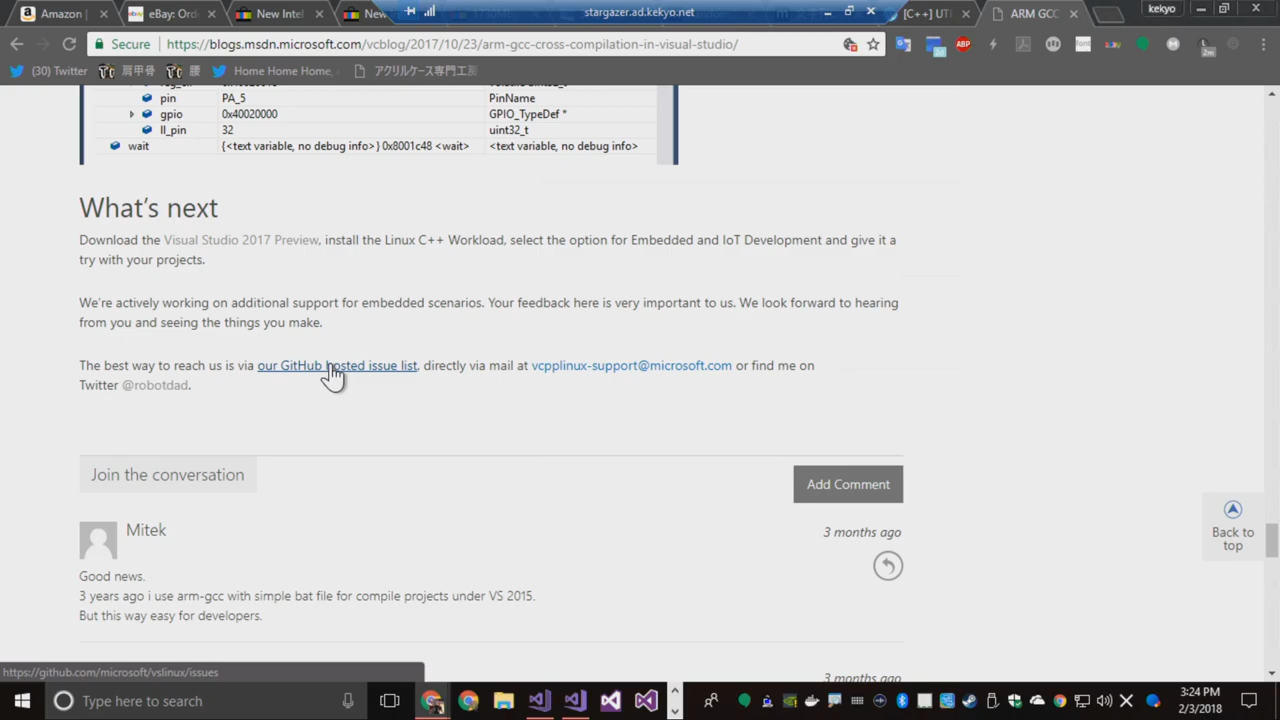 Amazon
eBay: Ord
New Intel
New
stargazer.ad.kekyo.net
[C++] UTI
ARM GCC
kekyo
Secure
https://blogs.msdn.microsoft.com/vcblog/2017/10/23/arm-gcc-cross-compilation-in-visual-studio/
(30) Twitter
肩甲骨
腰
Home Home Home,
アクリルケース専門工房
pin PA_5 PinName
gpio 0x40020000 GPIO_TypeDef *
ll_pin 32 uint32_t
wait {<text variable, no debug info>} 0x8001c48 <wait> <text variable, no debug info>
What's next
Download the Visual Studio 2017 Preview, install the Linux C++ Workload, select the option for Embedded and IoT Development and give it a
try with your projects.
We're actively working on additional support for embedded scenarios. Your feedback here is very important to us. We look forward to hearing
from you and seeing the things you make.
The best way to reach us is via our GitHub hosted issue list, directly via mail at vcpplinux-support@microsoft.com or find me on
Twitter @robotdad.
Join the conversation
Add Comment
Mitek
3 months ago
Good news.
3 years ago i use arm-gcc with simple bat file for compile projects under VS 2015.
But this way easy for developers.
Back to
top
https://github.com/microsoft/vslinux/issues
3 months ago
Type here to search
3:24 PM
2/3/2018